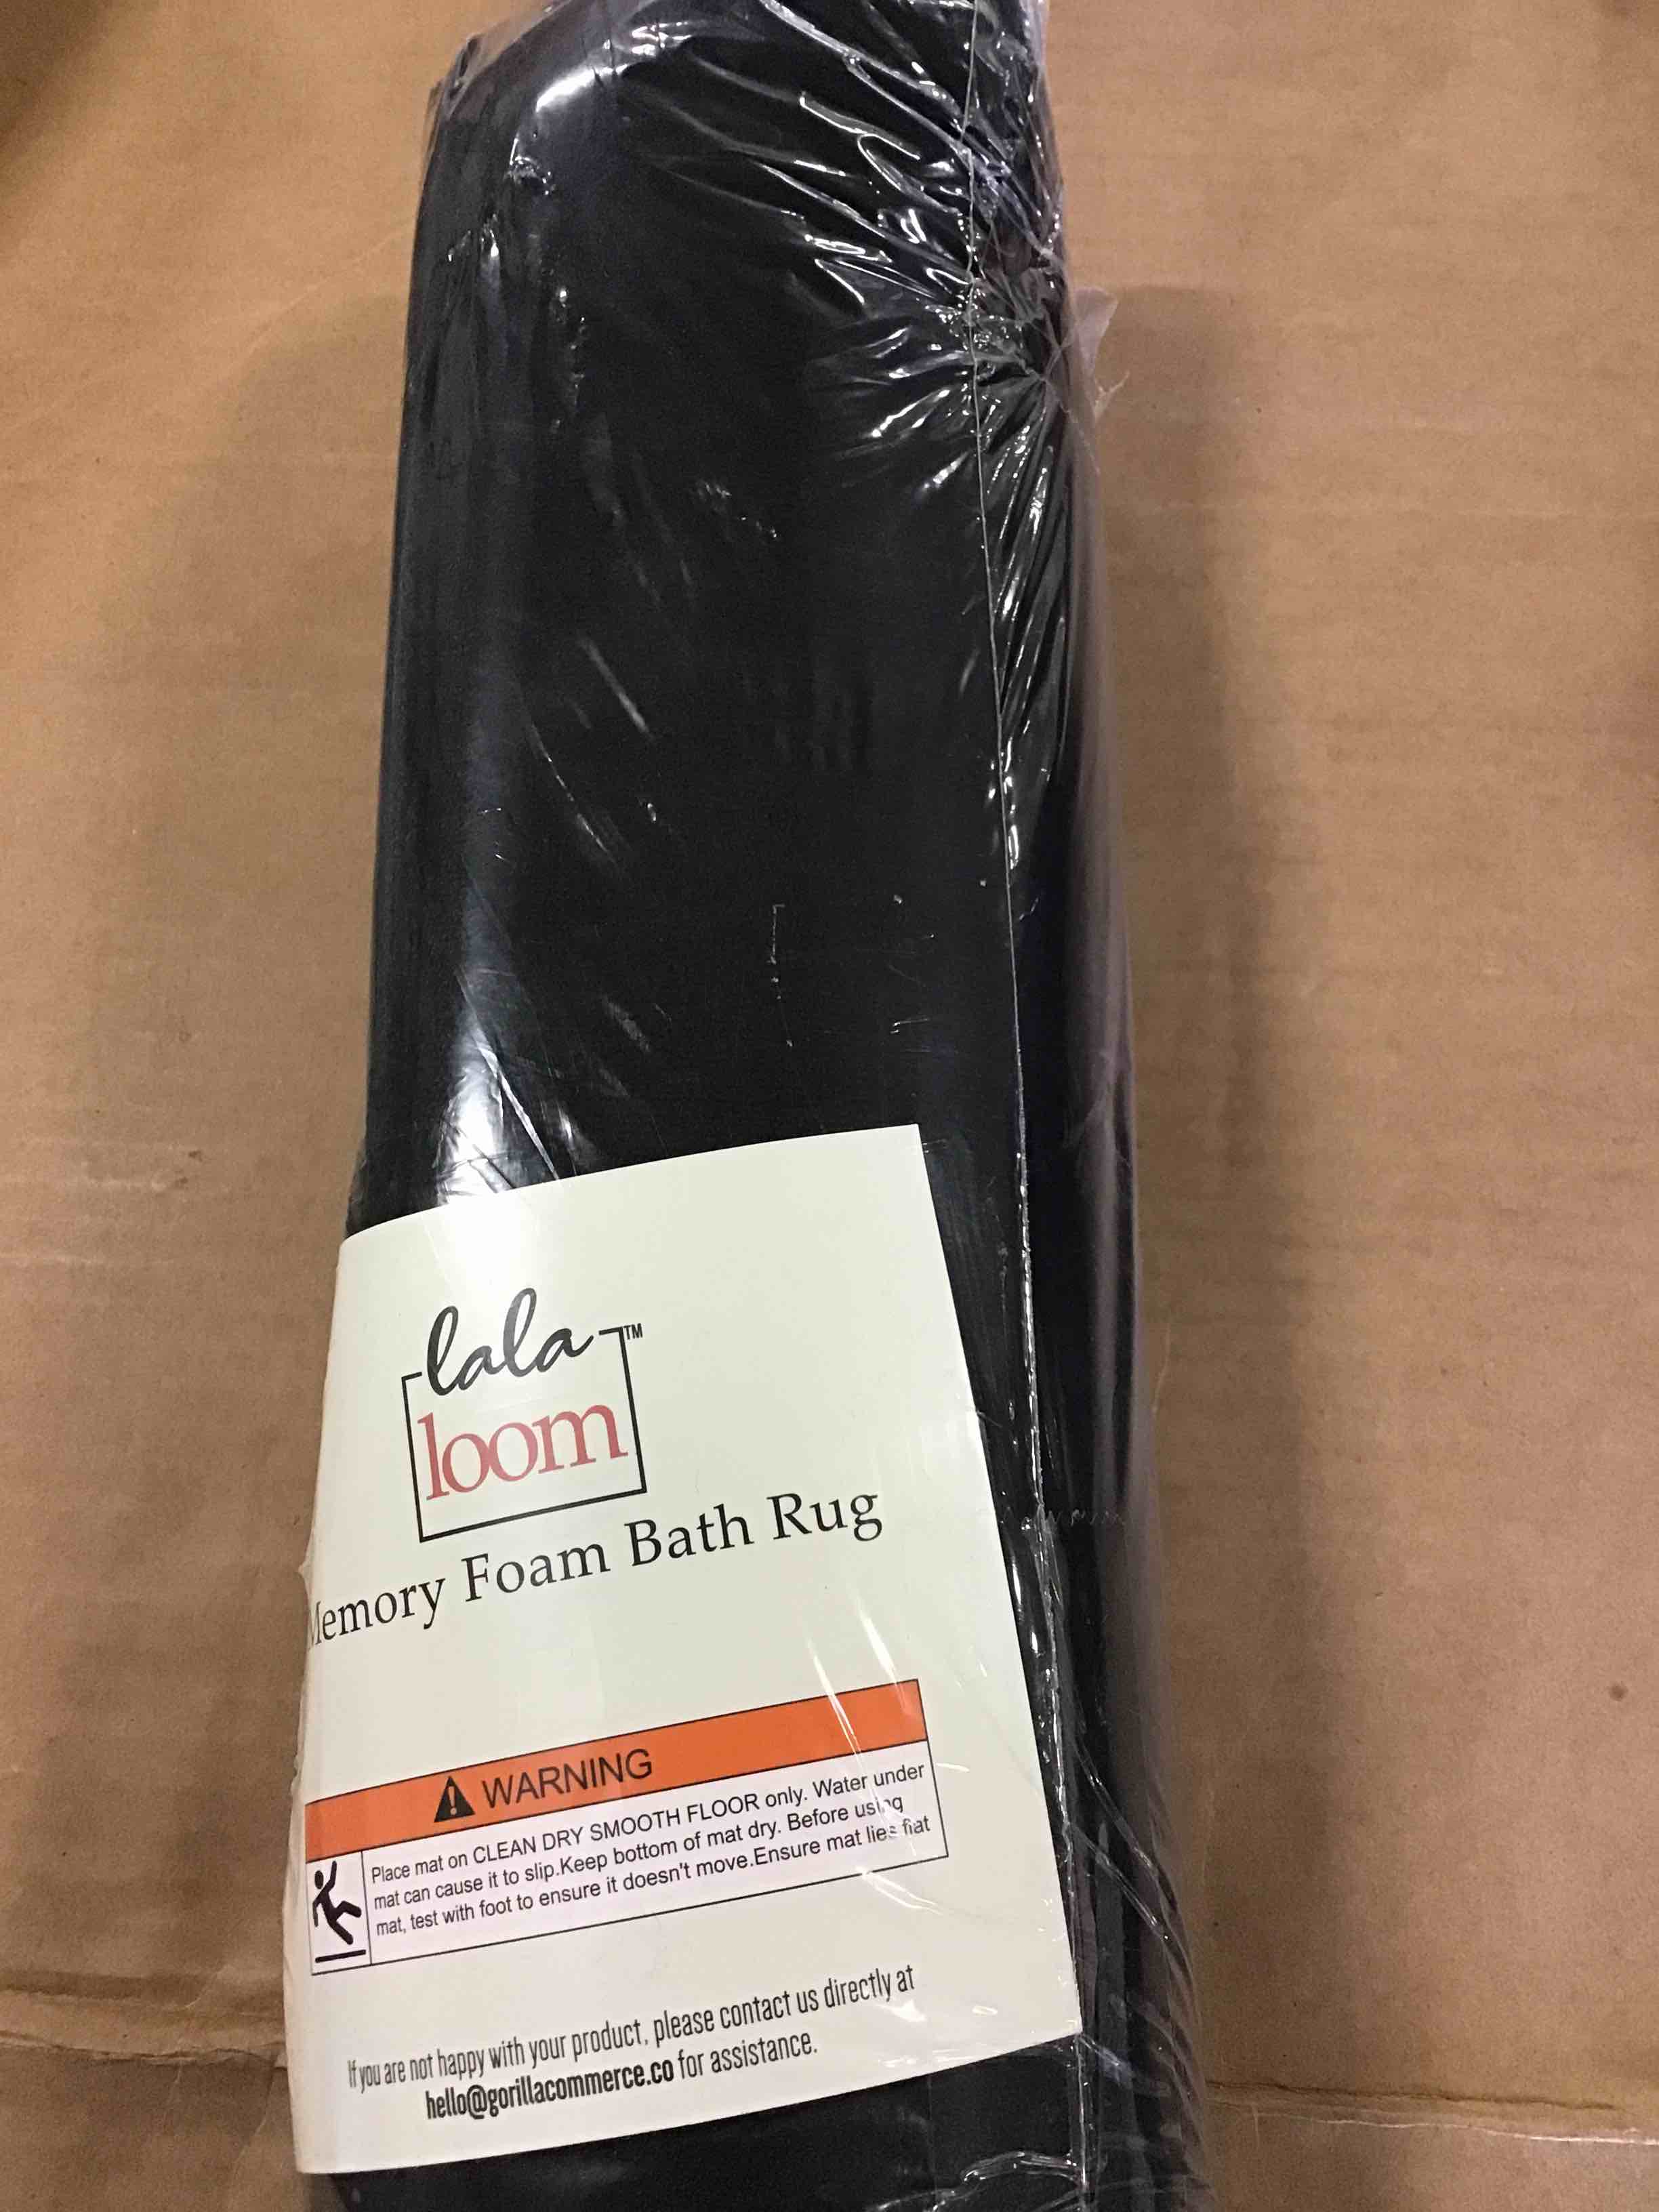 lala™
loom
Memory Foam Bath Rug
WARNING
Place mat on CLEAN DRY SMOOTH FLOOR only. Water under
mat can cause it to slip.Keep bottom of mat dry. Before using
mat, test with foot to ensure it doesn't move.Ensure mat lies flat
If you are not happy with your product, please contact us directly at
hello@gorillacommerce.co for assistance.